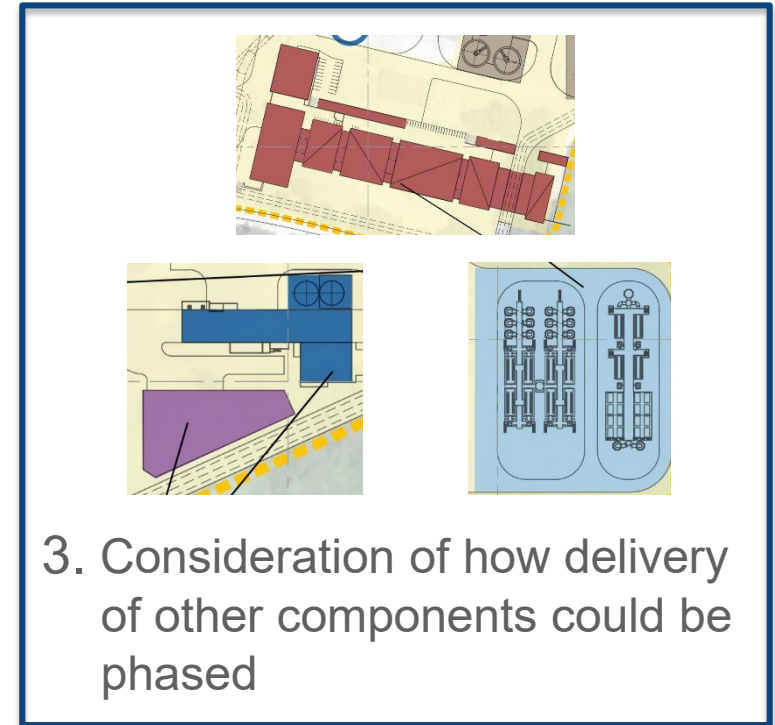 3. Consideration of how delivery
of other components could be
phased